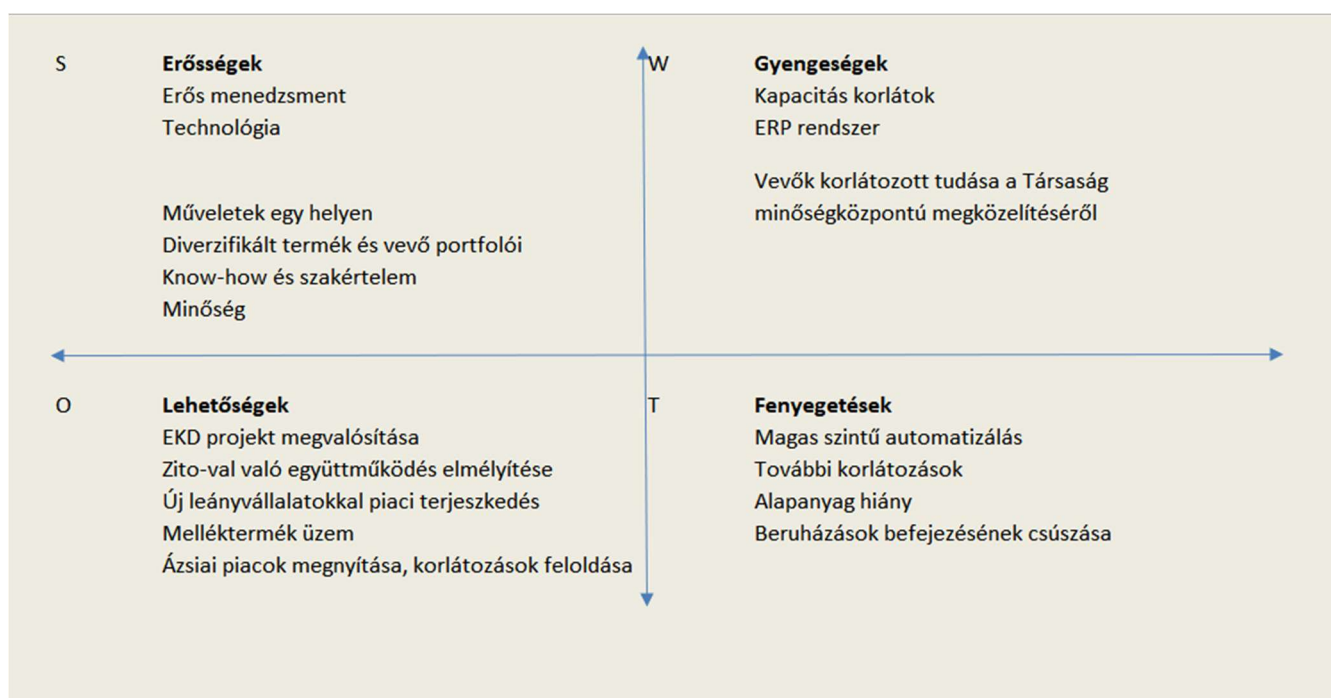 S
Erősségek
Erős menedzsment
Technológia
Műveletek egy helyen
Diverzifikált termék és vevő portfolói
Know-how és szakértelem
Minőség
W
Gyengeségek
Kapacitás korlátok
ERP rendszer
Vevők korlátozott tudása a Társaság
minőségközpontú megközelítéséről
O
Lehetőségek
EKD projekt megvalósítása
Zito-val való együttműködés elmélyítése
Új leányvállalatokkal piaci terjeszkedés
Melléktermék üzem
Ázsiai piacok megnyítása, korlátozások feloldása
T
Fenyegetések
Magas szintű automatizálás
További korlátozások
Alapanyag hiány
Beruházások befejezésének csúszása